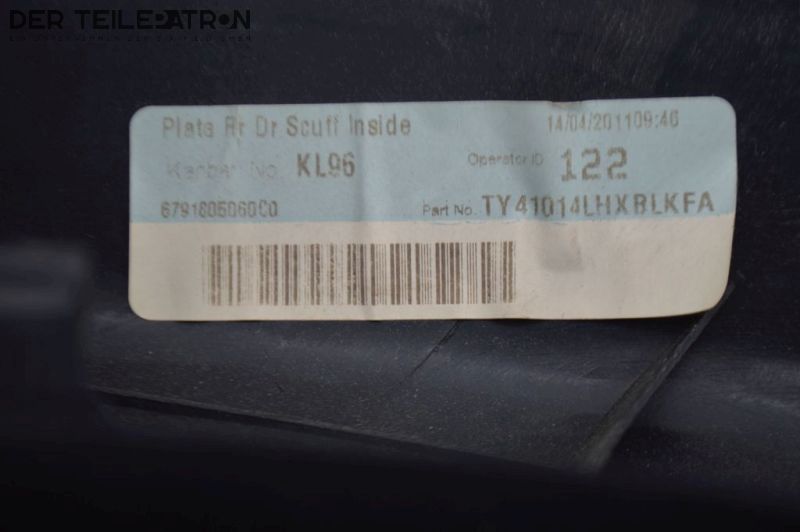 DER TEILEPATRON
Plate Rr Dr Scuff Inside
14/04/2011 09:46
Kanban No. KL96
Operator ID 122
6791805060C0
Part No. TY41014LHXBLKFA